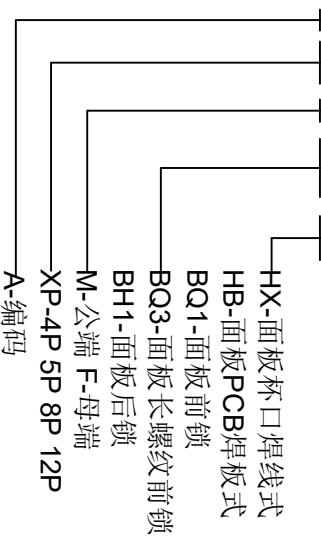 HX-面板杯口焊线式
HB-面板PCB焊板式
BQ1-面板前锁
BQ3-面板长螺纹前锁
BH1-面板后锁
M-公端 F-母端
XP-4P 5P 8P 12P
A-编码